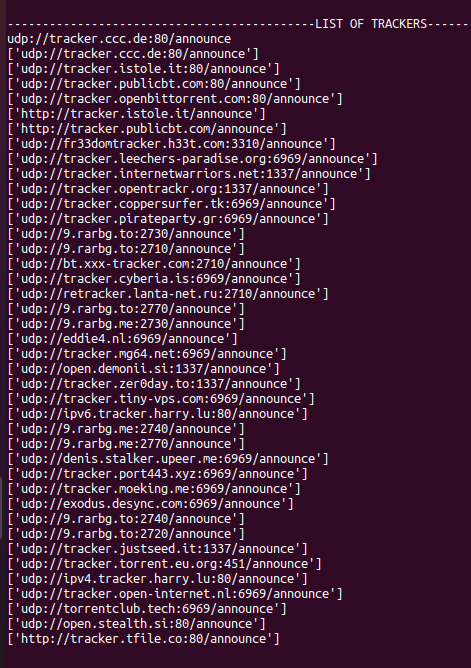 -----------------------------------------LIST OF TRACKERS------
udp://tracker.ccc.de:80/announce
['udp://tracker.ccc.de:80/announce']
['udp://tracker.istole.it:80/announce']
['udp://tracker.publicbt.com:80/announce']
['udp://tracker.openbittorrent.com:80/announce']
['http://tracker.istole.it/announce']
['http://tracker.publicbt.com/announce']
['udp://fr33domtracker.h33t.com:3310/announce']
['udp://tracker.leechers-paradise.org:6969/announce']
['udp://tracker.internetwarriors.net:1337/announce']
['udp://tracker.opentrackr.org:1337/announce']
['udp://tracker.coppersurfer.tk:6969/announce']
['udp://tracker.pirateparty.gr:6969/announce']
['udp://9.rarbg.to:2730/announce']
['udp://9.rarbg.to:2710/announce']
['udp://bt.xxx-tracker.com:2710/announce']
['udp://tracker.cyberia.is:6969/announce']
['udp://retracker.lanta-net.ru:2710/announce']
['udp://9.rarbg.to:2770/announce']
['udp://9.rarbg.me:2730/announce']
['udp://eddie4.nl:6969/announce']
['udp://tracker.mg64.net:6969/announce']
['udp://open.demonii.si:1337/announce']
['udp://tracker.zer0day.to:1337/announce']
['udp://tracker.tiny-vps.com:6969/announce']
['udp://ipv6.tracker.harry.lu:80/announce']
['udp://9.rarbg.me:2740/announce']
['udp://9.rarbg.me:2770/announce']
['udp://denis.stalker.upeer.me:6969/announce']
['udp://tracker.port443.xyz:6969/announce']
['udp://tracker.moeking.me:6969/announce']
['udp://exodus.desync.com:6969/announce']
['udp://9.rarbg.to:2740/announce']
['udp://9.rarbg.to:2720/announce']
['udp://tracker.justseed.it:1337/announce']
['udp://tracker.torrent.eu.org:451/announce']
['udp://ipv4.tracker.harry.lu:80/announce']
['udp://tracker.open-internet.nl:6969/announce']
['udp://torrentclub.tech:6969/announce']
['udp://open.stealth.si:80/announce']
['http://tracker.tfile.co:80/announce']